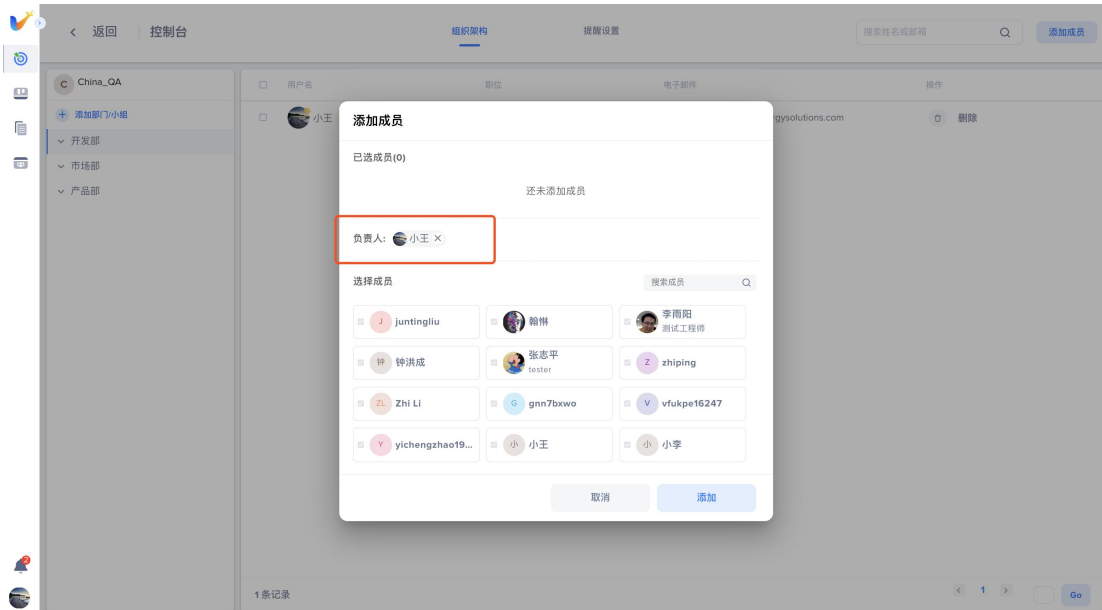 返回
控制台
组织架构
提醒设置
搜索姓名或邮箱
添加成员
C
China_QA
添加部门/小组
开发部
市场部
产品部
用户名
职位
电子邮件
操作
小王
rgysolutions.com
删除
添加成员
已选成员(0)
还未添加成员
负责人:
小王
选择成员
搜索成员
J
juntingliu
翰惏
李雨阳
测试工程师
钟
钟洪成
张志平
tester
Z
zhiping
ZL
Zhi Li
G
gnn7bxwo
V
vfukpe16247
Y
yichengzhao19...
小
小王
小
小李
取消
添加
2
1条记录
1
Go